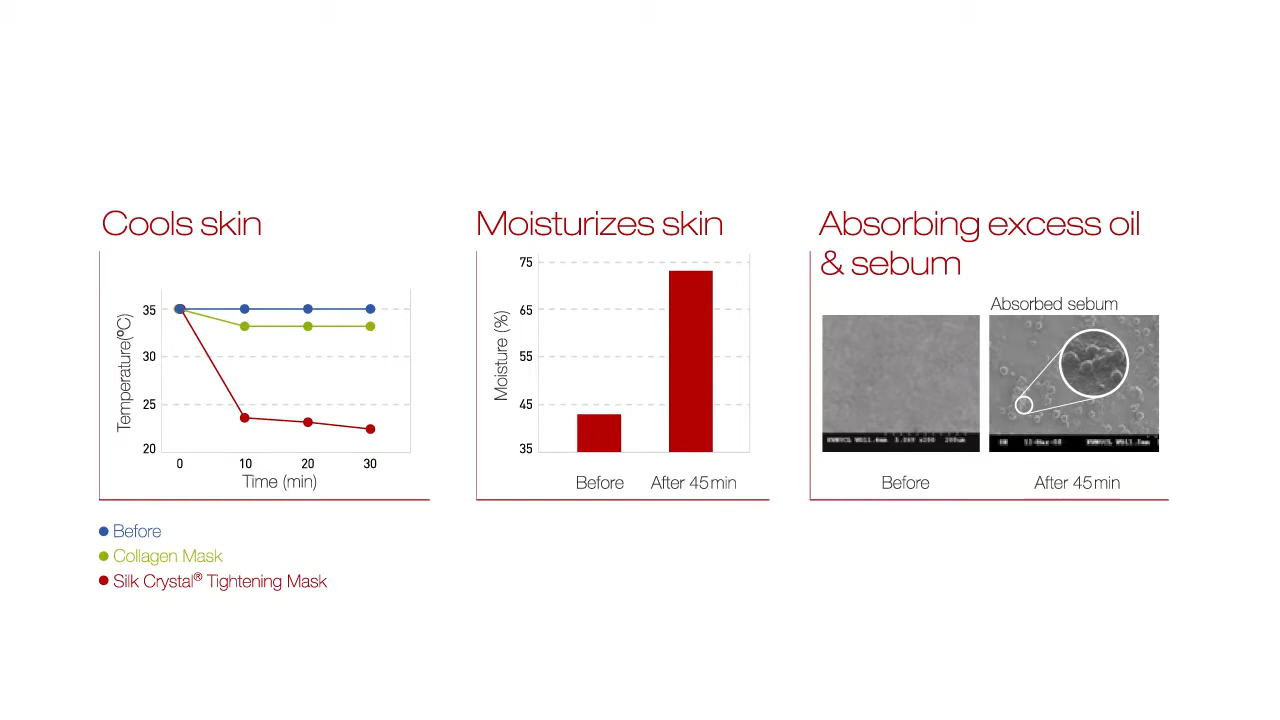 Cools skin
Temperature(ºC)
35
30
25
20
0 10 20 30
Time (min)
Before
Collagen Mask
Silk Crystal® Tightening Mask
Moisturizes skin
Moisture (%)
75
65
55
45
35
Before After 45 min
Absorbing excess oil
& sebum
Absorbed sebum
Before After 45 min